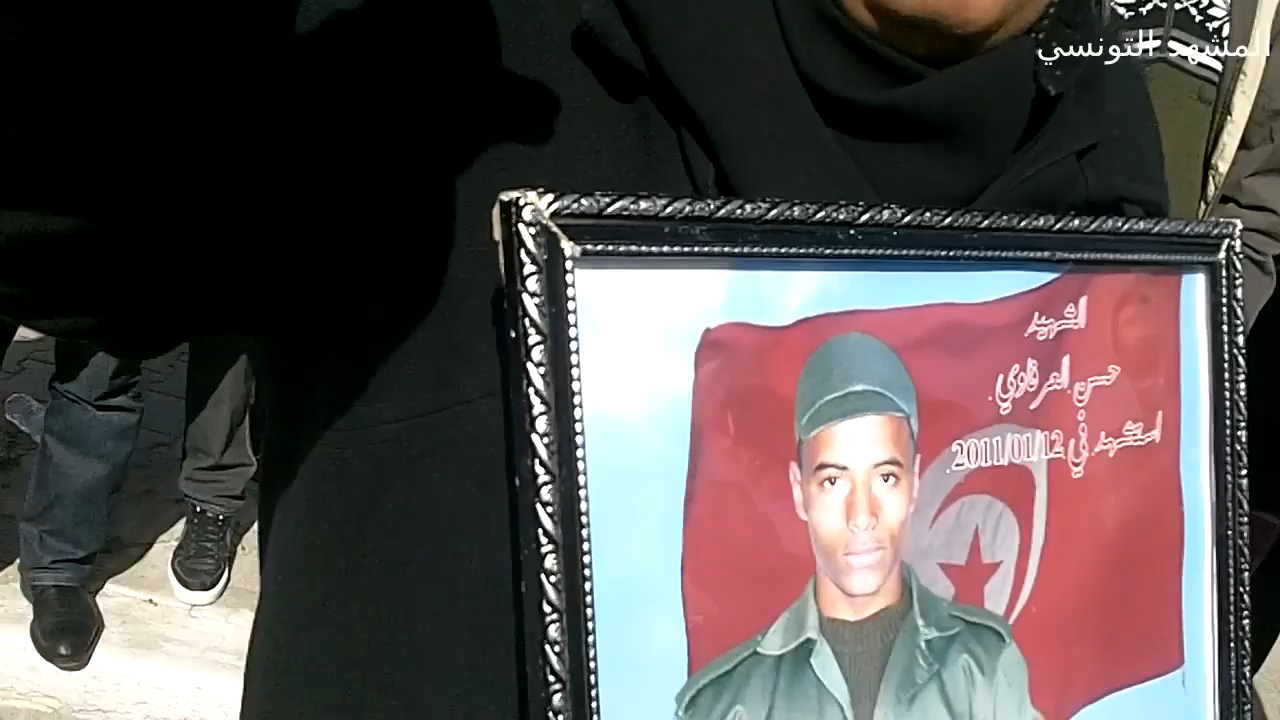 المشهد التونسي
الشهيد
حسن العرفاوي.
استشهد في 2011/01/12.